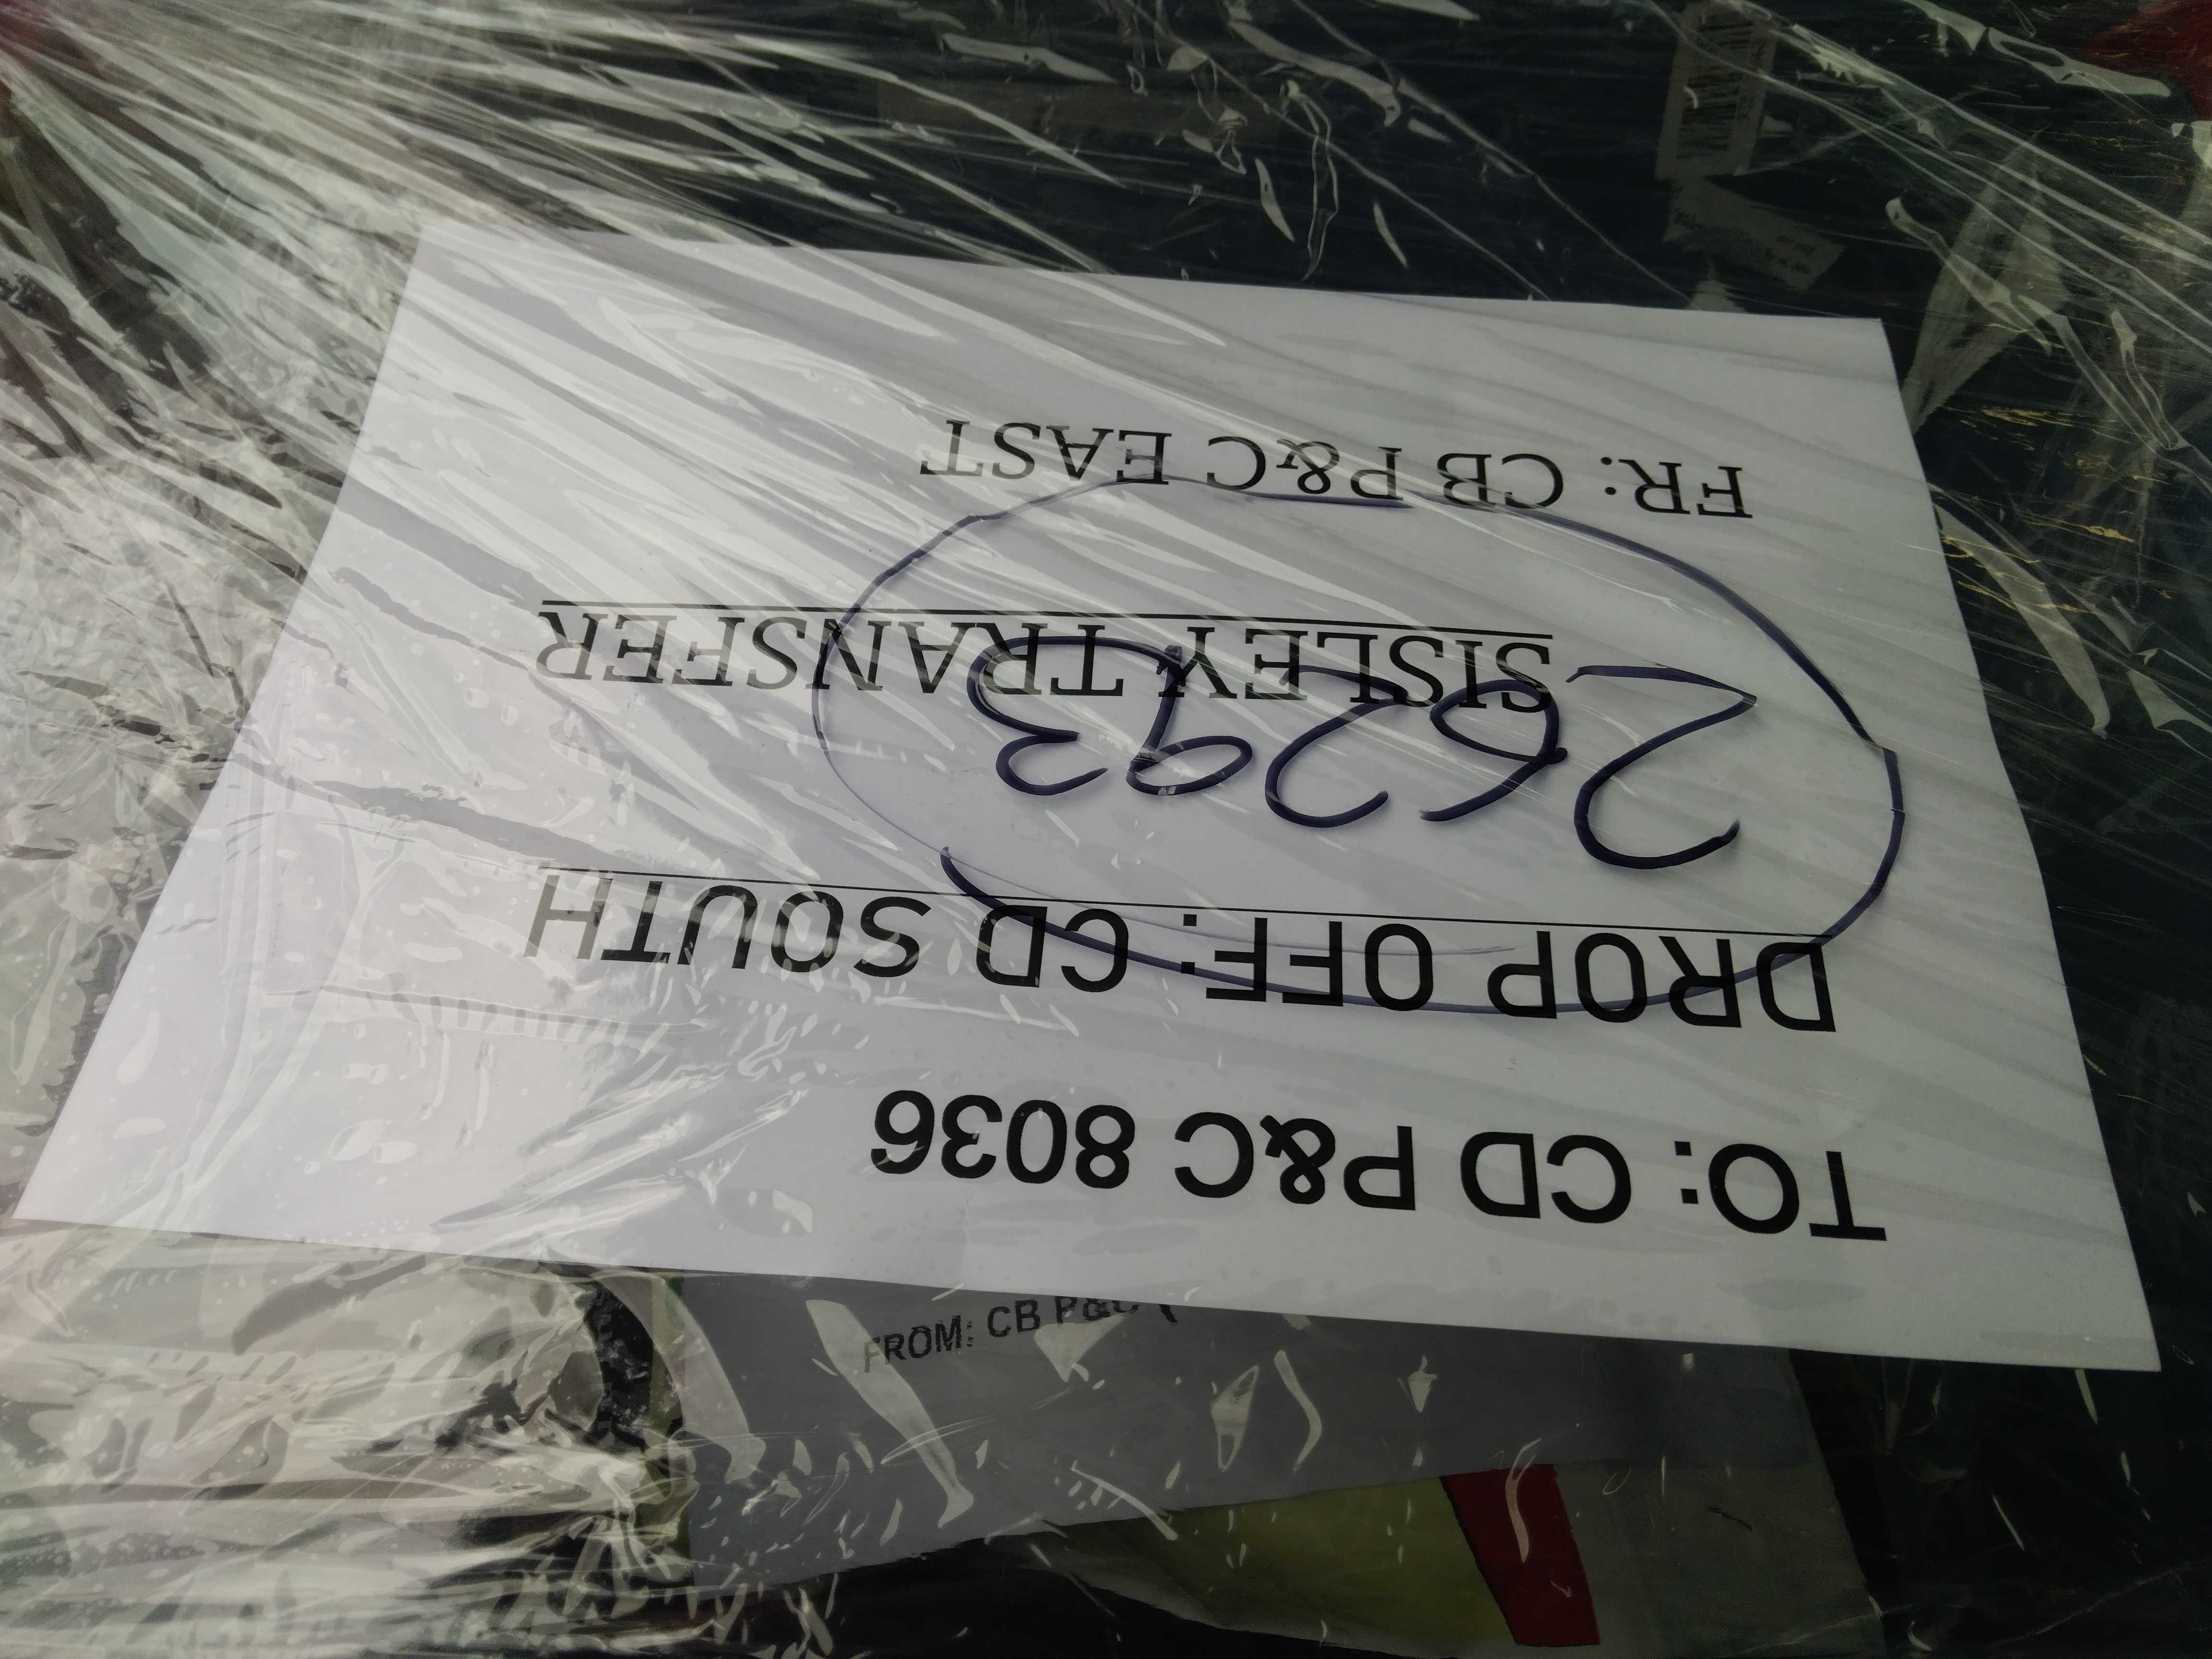 TO: CD P&C 8036
DROP OFF: CD SOUTH
26293
SISLEY TRANSFER
FR: CB P&C EAST
FROM: CB P&C